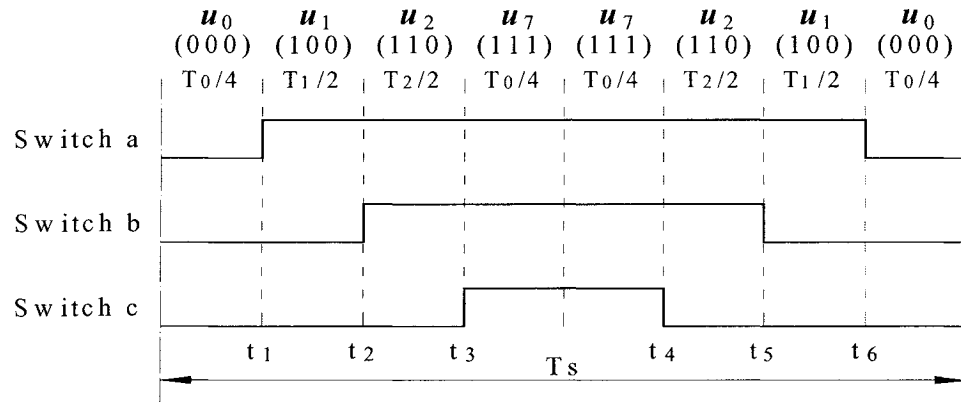 u0 u1 u2 u7 u7 u2 u1 u0
(000) (100) (110) (111) (111) (110) (100) (000)
T0/4 T1/2 T2/2 T0/4 T0/4 T2/2 T1/2 T0/4
Switch a
Switch b
Switch c
t1 t2 t3 t4 t5 t6
Ts